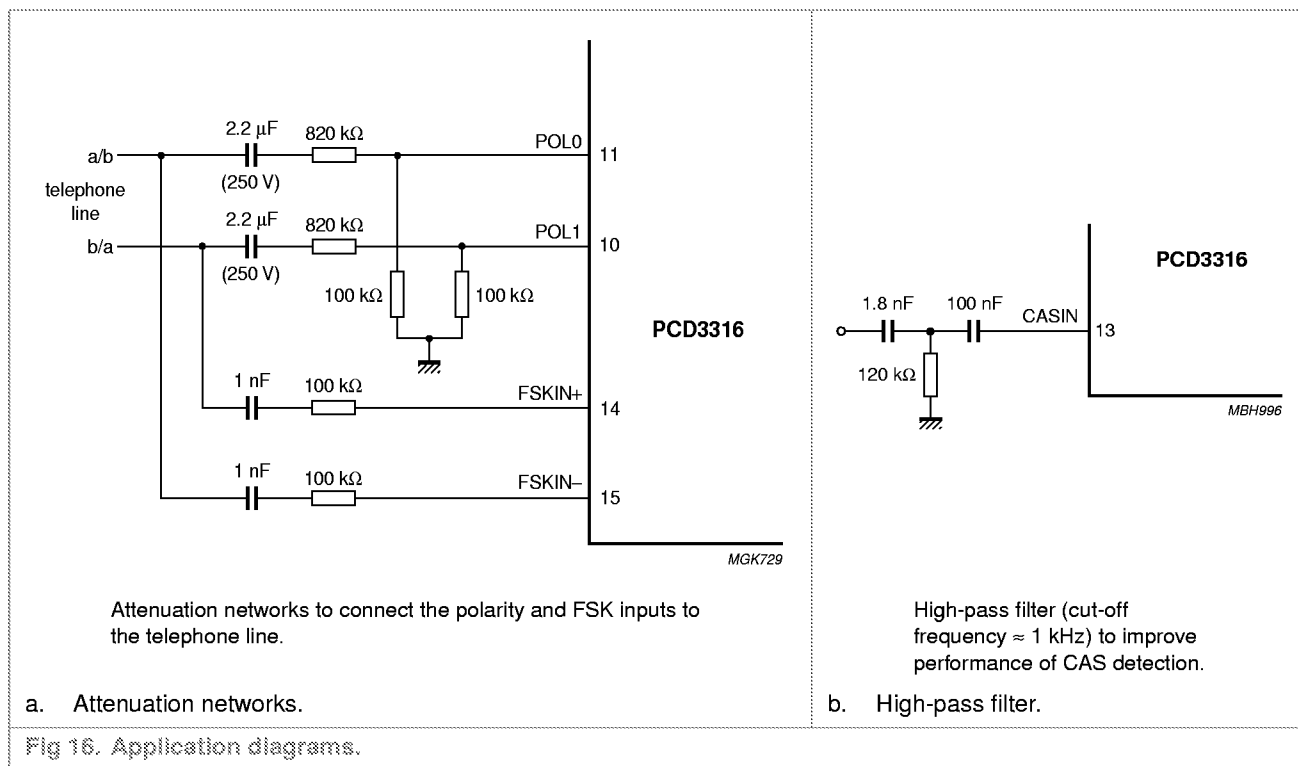 2.2 µF
820 kΩ
a/b
(250 V)
POL0
11
telephone
line
2.2 µF
820 kΩ
b/a
(250 V)
POL1
10
100 kΩ
100 kΩ
PCD3316
1 nF
100 kΩ
FSKIN+
14
1 nF
100 kΩ
FSKIN–
15
MGK729
Attenuation networks to connect the polarity and FSK inputs to
the telephone line.
a. Attenuation networks.
PCD3316
1.8 nF
100 nF
CASIN
13
120 kΩ
MBH996
High-pass filter (cut-off
frequency ≈ 1 kHz) to improve
performance of CAS detection.
b. High-pass filter.
Fig 16. Application diagrams.